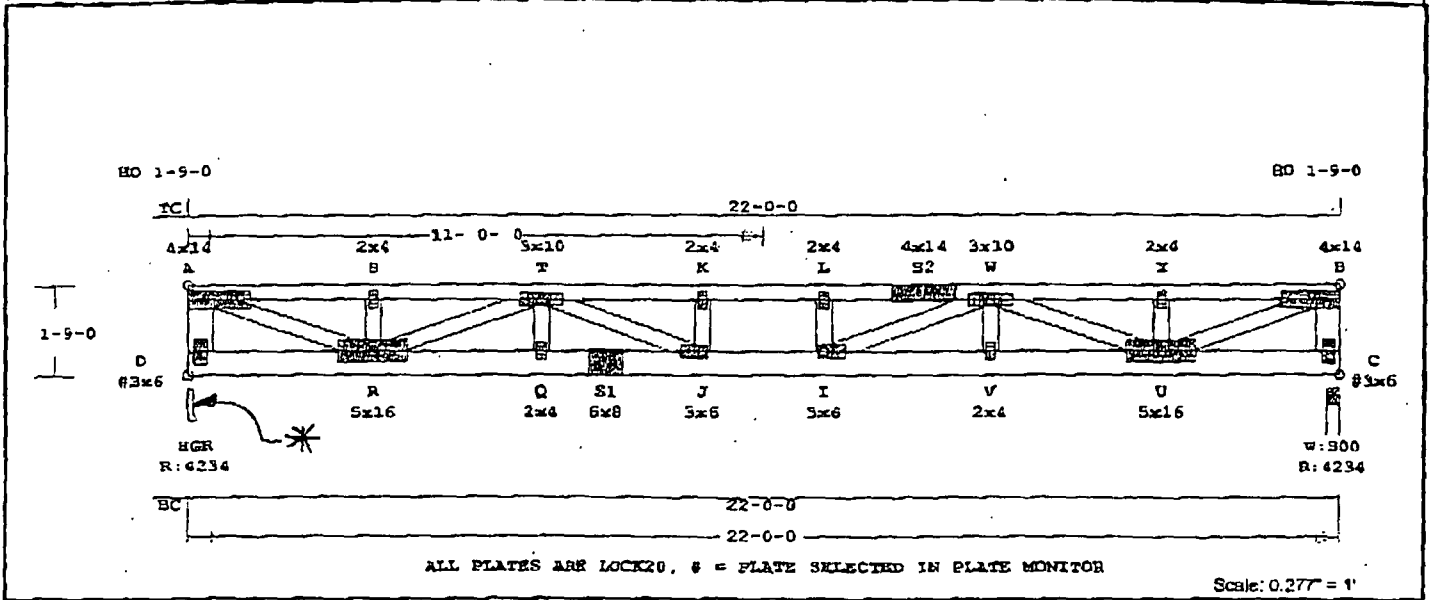 HO 1-9-0 HO 1-9-0
TC 22-0-0
11-0-0
4x14 2x4 3x10 2x4 2x4 4x14 3x10 2x4 4x14
A S T K L S2 W X B
1-9-0
D C
#3x6 #3x6
R Q S1 J I V U
5x16 2x4 6x8 3x6 3x6 2x4 5x16
HGR W:300
R:4234 R:4234
BC 22-0-0
22-0-0
ALL PLATES ARE LOCK20, # = PLATE SELECTED IN PLATE MONITOR
Scale: 0.277" = 1'